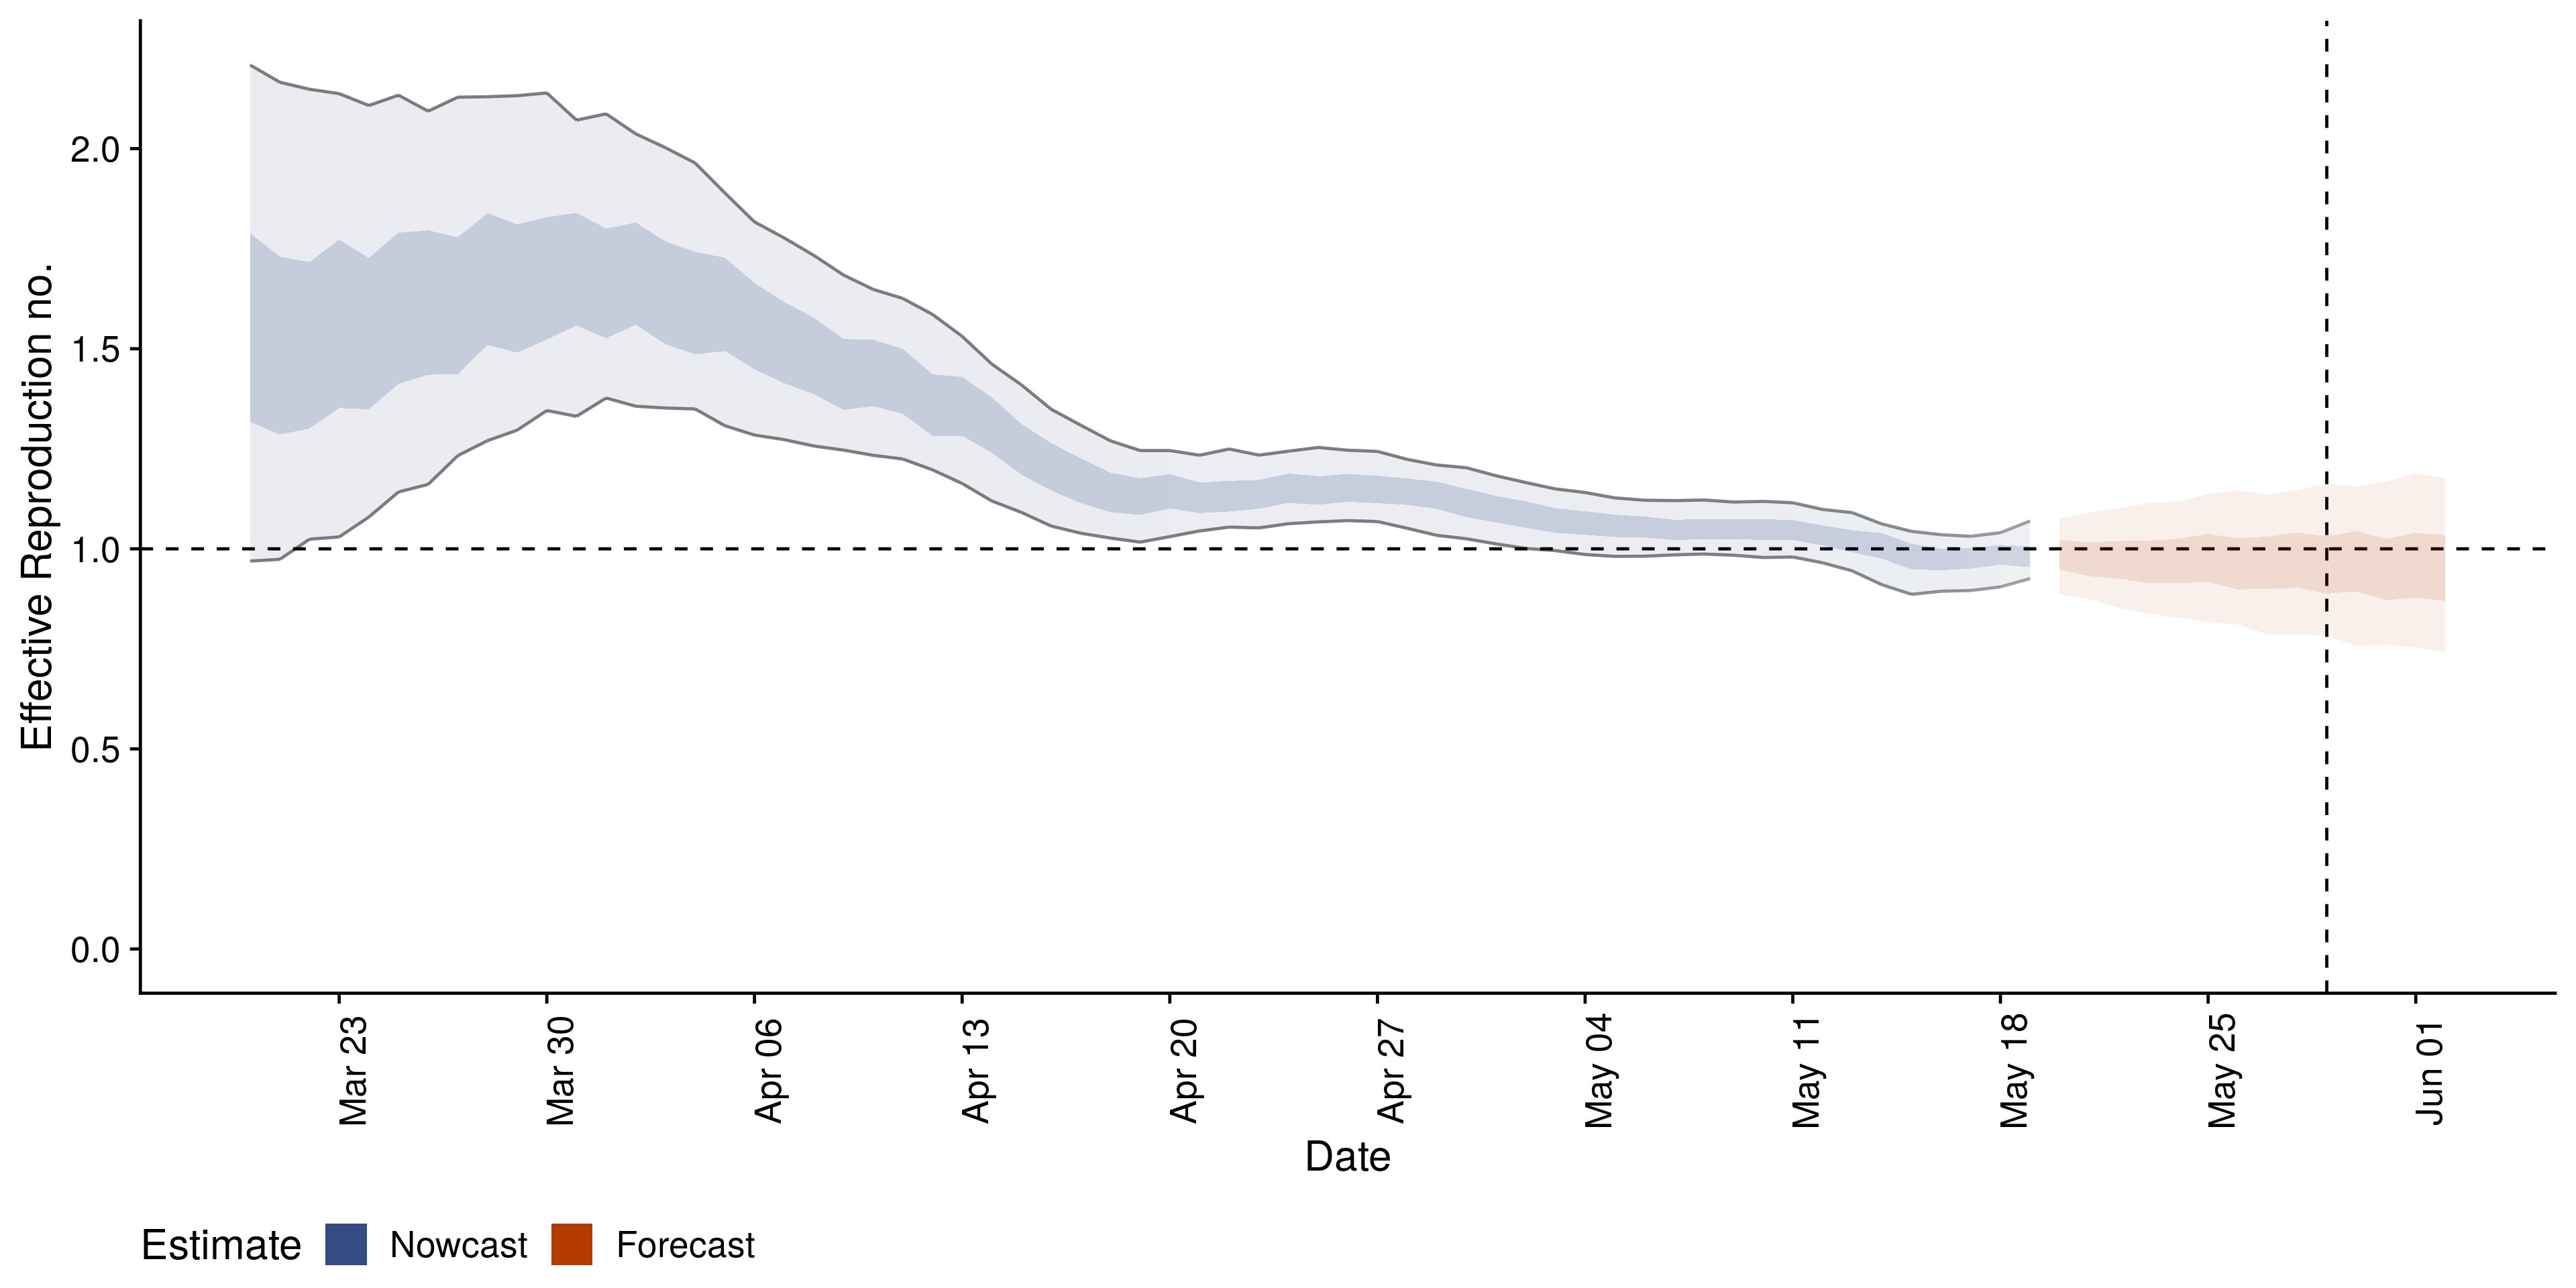 Effective Reproduction no.
2.0
1.5
1.0
0.5
0.0
Mar 23
Mar 30
Apr 06
Apr 13
Apr 20
Apr 27
May 04
May 11
May 18
May 25
Jun 01
Date
Estimate Nowcast Forecast